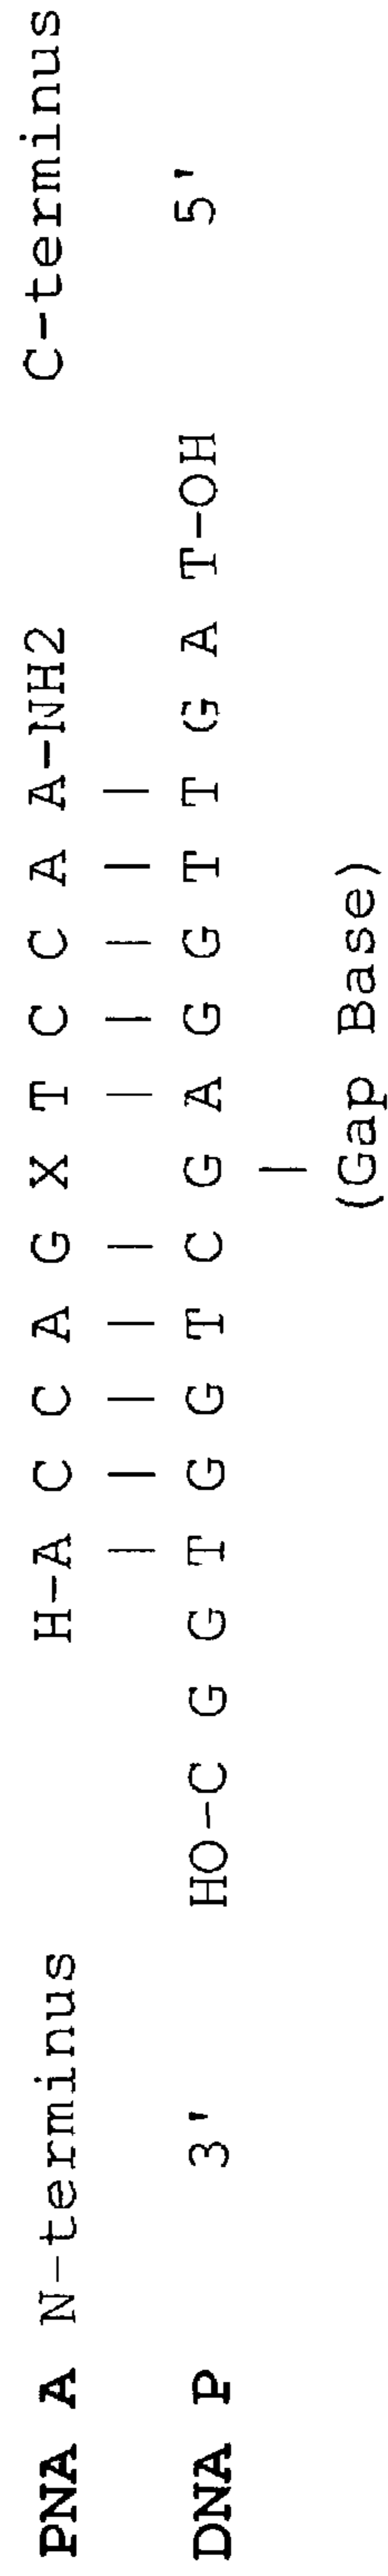 PNA A N-terminus H-A C C A G X T C C A A-NH2 C-terminus
| | | | | | | | | |
DNA P 3' HO-C G G T G G T C G A G G T T G A T-OH 5'
|
(Gap Base)